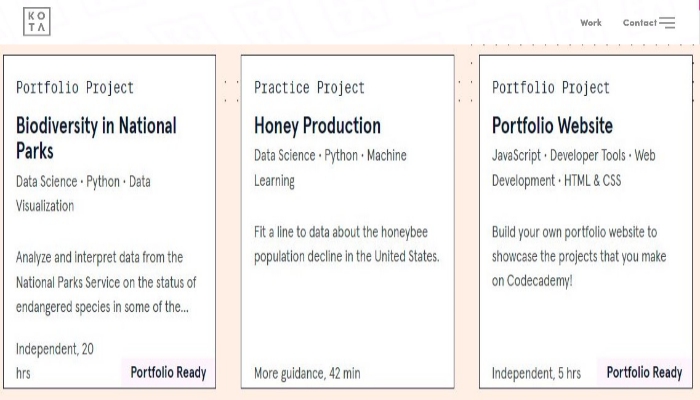 KO
TA
Work
Contact
Portfolio Project
Biodiversity in National
Parks
Data Science • Python • Data
Visualization
Analyze and interpret data from the
National Parks Service on the status of
endangered species in some of the...
Independent, 20
hrs
Portfolio Ready
Practice Project
Honey Production
Data Science • Python • Machine
Learning
Fit a line to data about the honeybee
population decline in the United States.
More guidance, 42 min
Portfolio Project
Portfolio Website
JavaScript • Developer Tools • Web
Development • HTML & CSS
Build your own portfolio website to
showcase the projects that you make
on Codecademy!
Independent, 5 hrs
Portfolio Ready